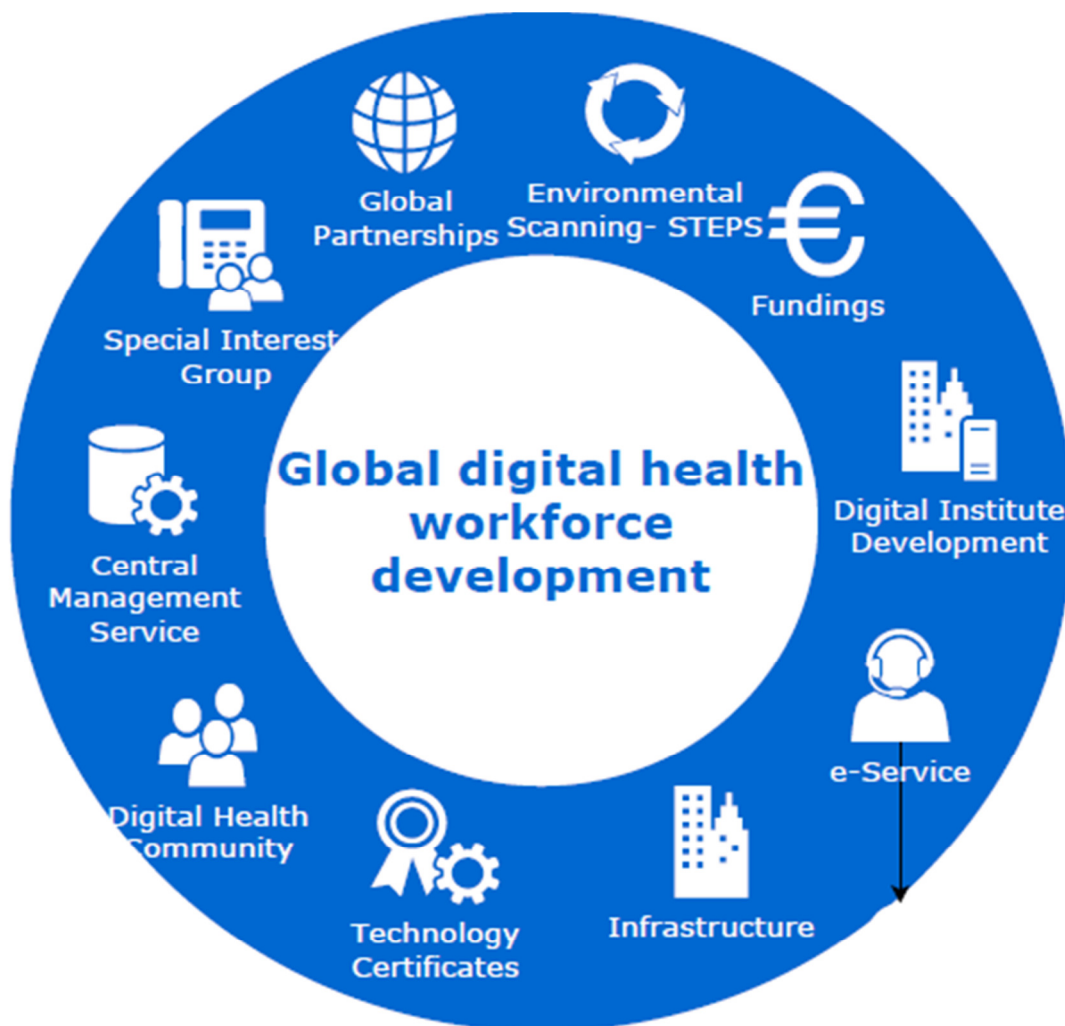 Global
Partnerships
Environmental
Scanning- STEPS
Fundings
Special Interest
Group
Digital Institute
Development
Global digital health
workforce
development
Central
Management
Service
e-Service
Digital Health
Community
Infrastructure
Technology
Certificates